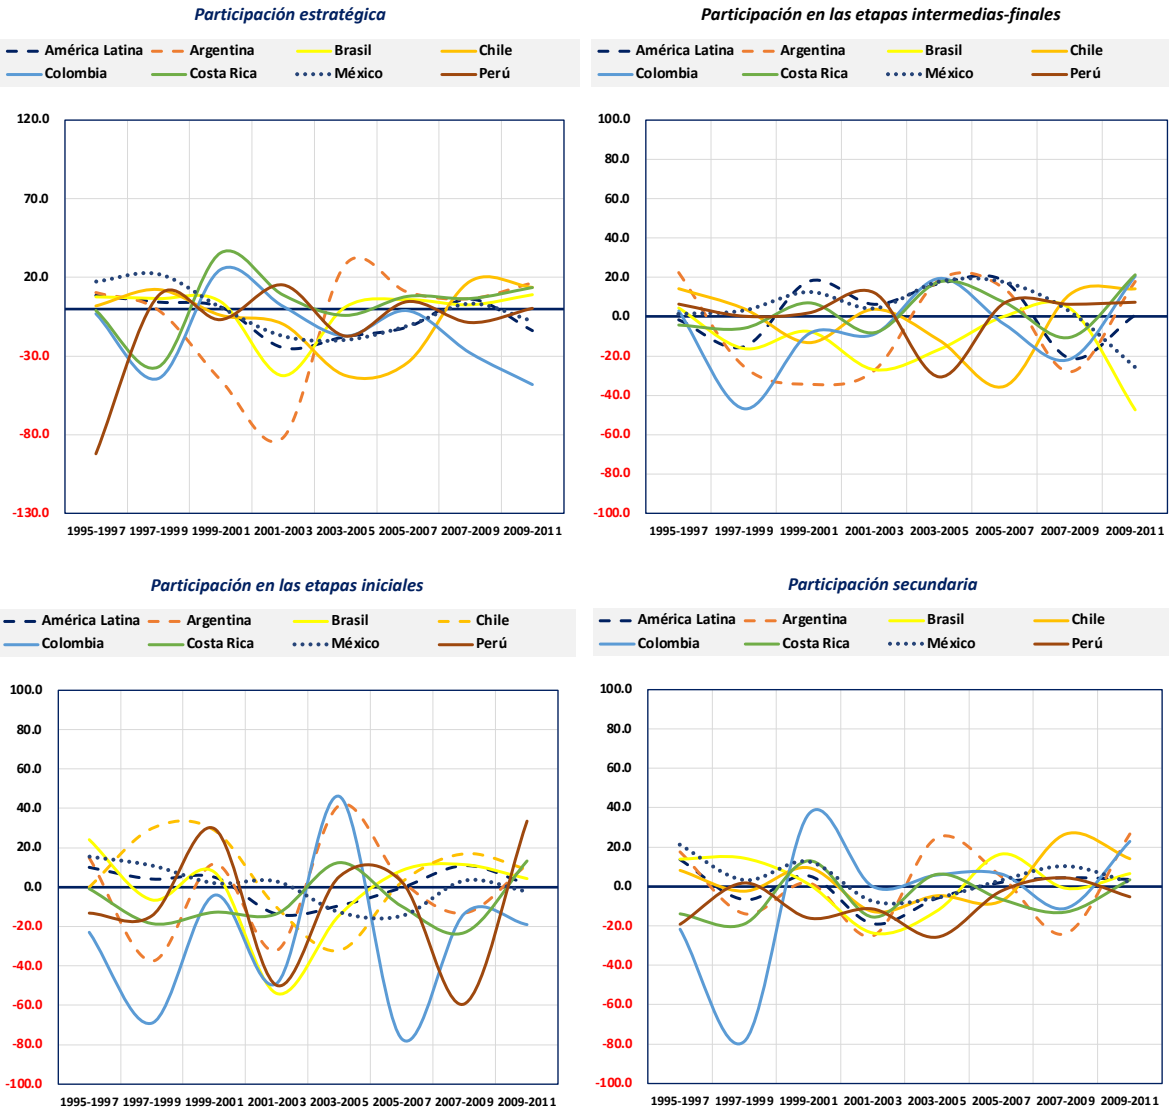 Participación estratégica
América Latina Argentina Brasil Chile
Colombia Costa Rica México Perú
120.0
70.0
20.0
-30.0
-80.0
-130.0
1995-1997 1997-1999 1999-2001 2001-2003 2003-2005 2005-2007 2007-2009 2009-2011
Participación en las etapas intermedias-finales
América Latina Argentina Brasil Chile
Colombia Costa Rica México Perú
100.0
80.0
60.0
40.0
20.0
0.0
-20.0
-40.0
-60.0
-80.0
-100.0
1995-1997 1997-1999 1999-2001 2001-2003 2003-2005 2005-2007 2007-2009 2009-2011
Participación en las etapas iniciales
América Latina Argentina Brasil Chile
Colombia Costa Rica México Perú
100.0
80.0
60.0
40.0
20.0
0.0
-20.0
-40.0
-60.0
-80.0
-100.0
1995-1997 1997-1999 1999-2001 2001-2003 2003-2005 2005-2007 2007-2009 2009-2011
Participación secundaria
América Latina Argentina Brasil Chile
Colombia Costa Rica México Perú
100.0
80.0
60.0
40.0
20.0
0.0
-20.0
-40.0
-60.0
-80.0
-100.0
1995-1997 1997-1999 1999-2001 2001-2003 2003-2005 2005-2007 2007-2009 2009-2011